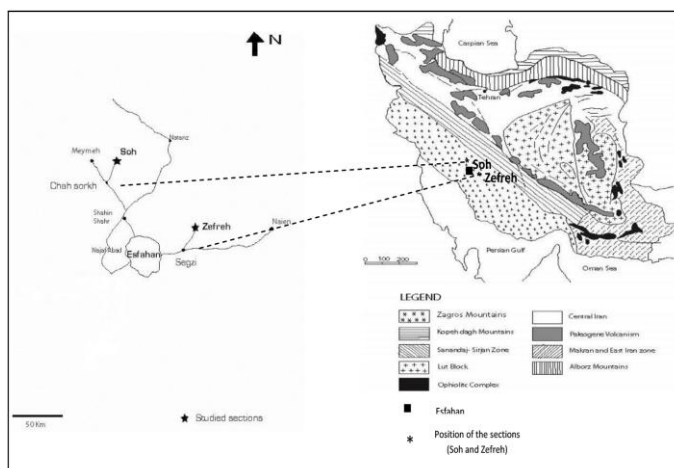 N
Natanz
Meymeh
Soh
Chah sorkh
Shahin
Shahr
Zefreh
Naien
Najaf Abad
Esfahan
Segzi
Studied sections
50 Km
Caspian Sea
Tehran
Soh
Zefreh
Persian Gulf
Oman Sea
0 100 200
LEGEND
Zagros Mountains
Kopeh dagh Mountains
Sanandaj- Sirjan Zone
Lut Block
Ophiolite Complex
Esfahan
Position of the sections
(Soh and Zefreh)
Central Iran
Paleogene Volcanism
Makran and East Iran zone
Alborz Mountains